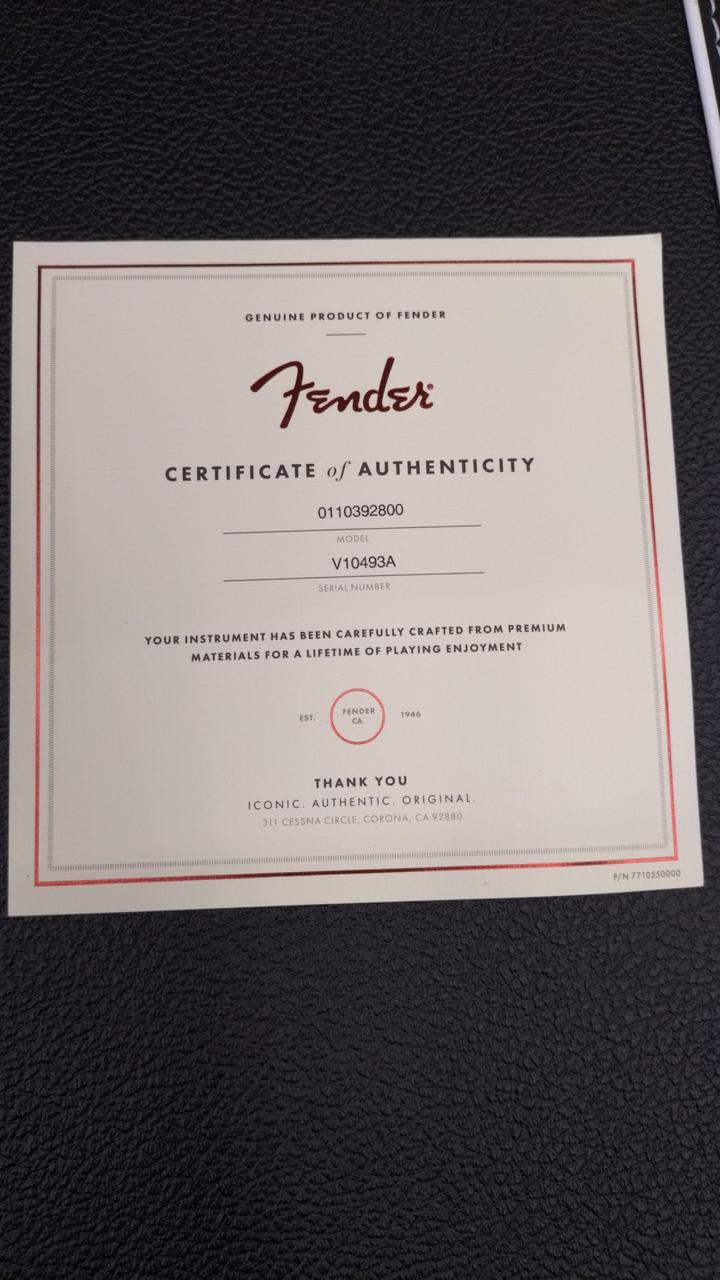 GENUINE PRODUCT OF FENDER
Fender®
CERTIFICATE of AUTHENTICITY
0110392800
MODEL
V10493A
SERIAL NUMBER
YOUR INSTRUMENT HAS BEEN CAREFULLY CRAFTED FROM PREMIUM
MATERIALS FOR A LIFETIME OF PLAYING ENJOYMENT
EST. FENDER CA. 1946
THANK YOU
ICONIC. AUTHENTIC. ORIGINAL.
311 CESSNA CIRCLE, CORONA, CA 92880
P/N 7710550000